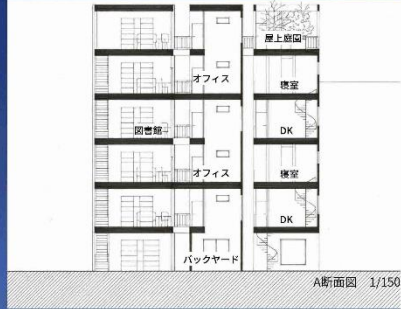 屋上庭園
オフィス
寝室
図書館
DK
オフィス
寝室
DK
バックヤード
A断面図 1/150